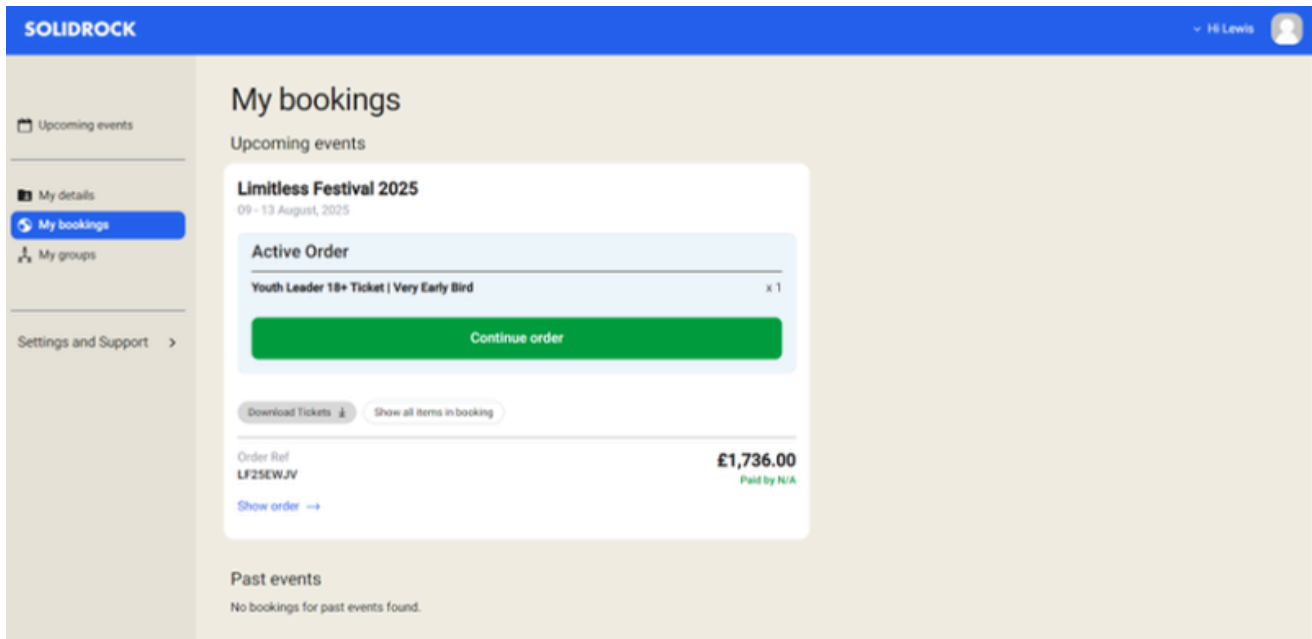 SOLIDROCK
Hi Lewis
Upcoming events
My details
My bookings
My groups
Settings and Support
My bookings
Upcoming events
Limitless Festival 2025
09 - 13 August, 2025
Active Order
Youth Leader 18+ Ticket | Very Early Bird x 1
Continue order
Download Tickets Show all items in booking
Order Ref
LF25EWJV
£1,736.00
Paid by N/A
Show order →
Past events
No bookings for past events found.